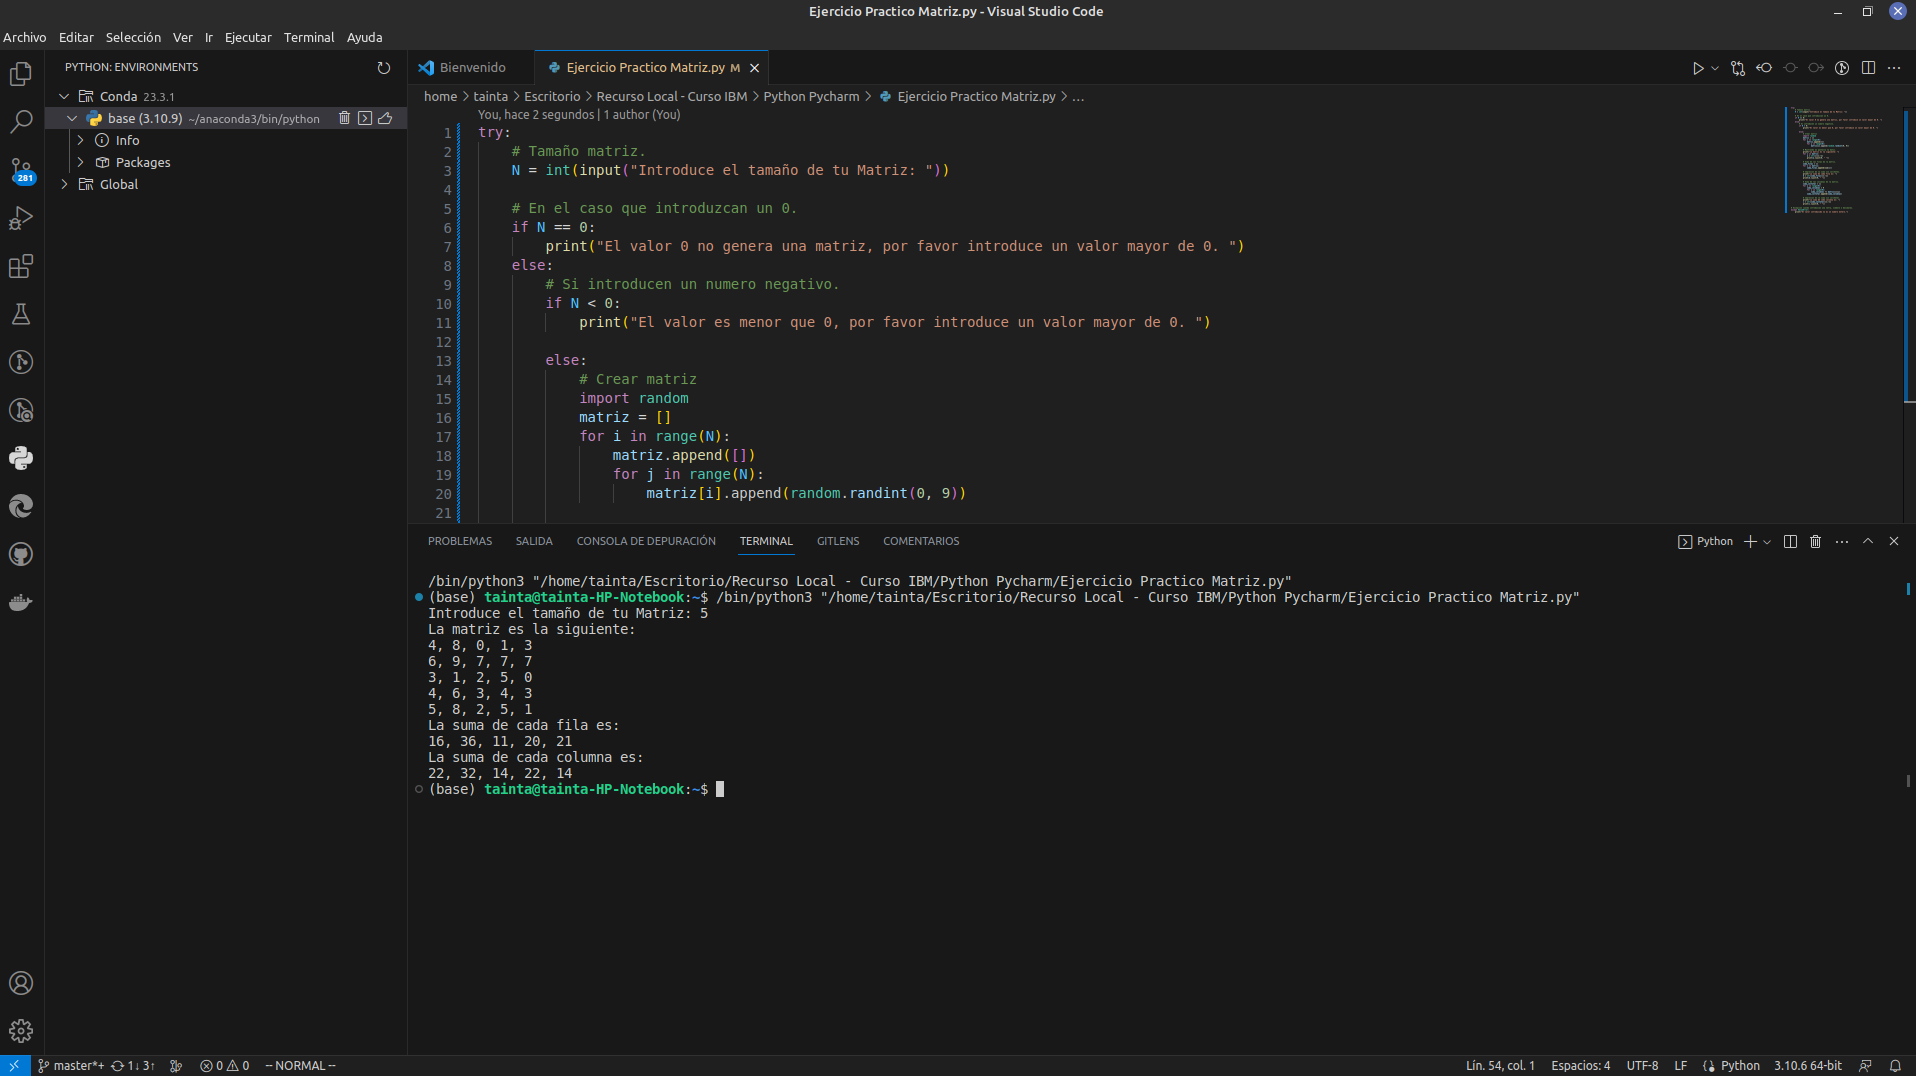 Ejercicio Practico Matriz.py - Visual Studio Code
Archivo Editar Selección Ver Ir Ejecutar Terminal Ayuda
PYTHON: ENVIRONMENTS
Conda 23.3.1
base (3.10.9) ~/anaconda3/bin/python
Info
Packages
Global
281
Bienvenido
Ejercicio Practico Matriz.py M
home > tainta > Escritorio > Recurso Local - Curso IBM > Python Pycharm > Ejercicio Practico Matriz.py > ...
You, hace 2 segundos | 1 author (You)
1 try:
2 # Tamaño matriz.
3 N = int(input("Introduce el tamaño de tu Matriz: "))
4
5 # En el caso que introduzcan un 0.
6 if N == 0:
7 print("El valor 0 no genera una matriz, por favor introduce un valor mayor de 0. ")
8 else:
9 # Si introducen un numero negativo.
10 if N < 0:
11 print("El valor es menor que 0, por favor introduce un valor mayor de 0. ")
12
13 else:
14 # Crear matriz
15 import random
16 matriz = []
17 for i in range(N):
18 matriz.append([])
19 for j in range(N):
20 matriz[i].append(random.randint(0, 9))
21
PROBLEMAS SALIDA CONSOLA DE DEPURACIÓN TERMINAL GITLENS COMENTARIOS
Python
/bin/python3 "/home/tainta/Escritorio/Recurso Local - Curso IBM/Python Pycharm/Ejercicio Practico Matriz.py"
(base) tainta@tainta-HP-Notebook:~$ /bin/python3 "/home/tainta/Escritorio/Recurso Local - Curso IBM/Python Pycharm/Ejercicio Practico Matriz.py"
Introduce el tamaño de tu Matriz: 5
La matriz es la siguiente:
4, 8, 0, 1, 3
6, 9, 7, 7, 7
3, 1, 2, 5, 0
4, 6, 3, 4, 3
5, 8, 2, 5, 1
La suma de cada fila es:
16, 36, 11, 20, 21
La suma de cada columna es:
22, 32, 14, 22, 14
(base) tainta@tainta-HP-Notebook:~$
master*+ 1↓ 3↑ 0 0 -- NORMAL --
Lín. 54, col. 1 Espacios: 4 UTF-8 LF Python 3.10.6 64-bit